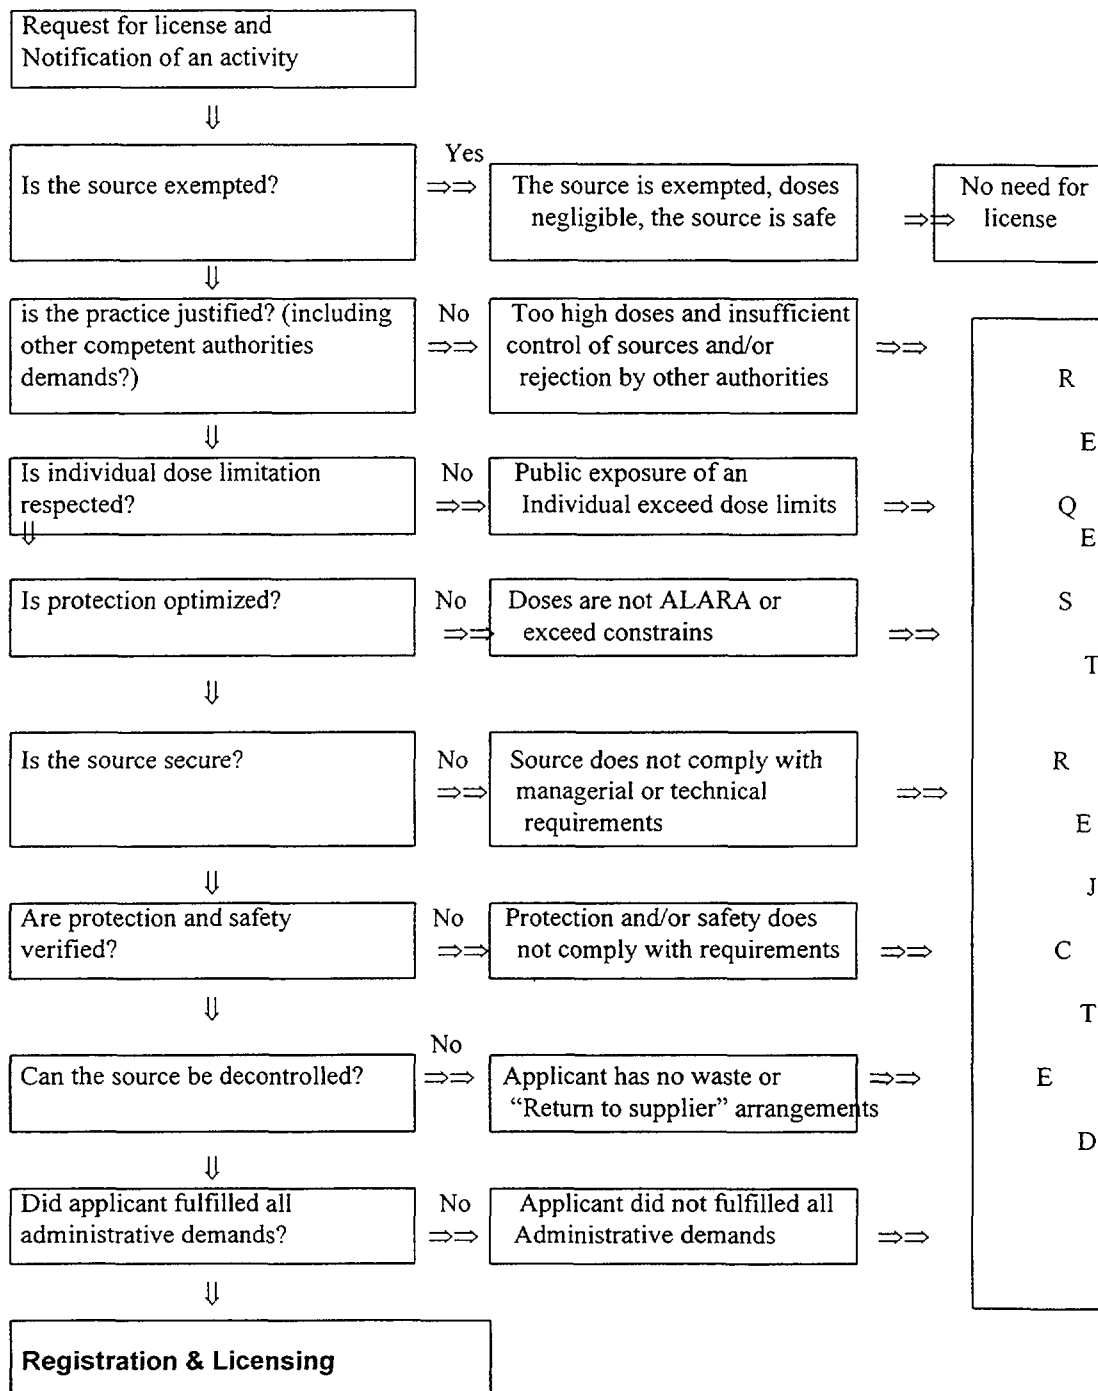 Request for license and
Notification of an activity
⇓
Yes
Is the source exempted?
⇒⇒
The source is exempted, doses
negligible, the source is safe
⇒⇒
No need for
license
⇓
is the practice justified? (including
other competent authorities
demands?)
No
⇒⇒
Too high doses and insufficient
control of sources and/or
rejection by other authorities
⇒⇒
⇓
Is individual dose limitation
respected?
No
⇒⇒
Public exposure of an
Individual exceed dose limits
⇒⇒
⇓
Is protection optimized?
No
⇒⇒
Doses are not ALARA or
exceed constrains
⇒⇒
⇓
Is the source secure?
No
⇒⇒
Source does not comply with
managerial or technical
requirements
⇒⇒
⇓
Are protection and safety
verified?
No
⇒⇒
Protection and/or safety does
not comply with requirements
⇒⇒
⇓
No
Can the source be decontrolled?
⇒⇒
Applicant has no waste or
“Return to supplier” arrangements
⇒⇒
⇓
Did applicant fulfilled all
administrative demands?
No
⇒⇒
Applicant did not fulfilled all
Administrative demands
⇒⇒
⇓
Registration & Licensing
R
E
Q
E
S
T
R
E
J
C
T
E
D